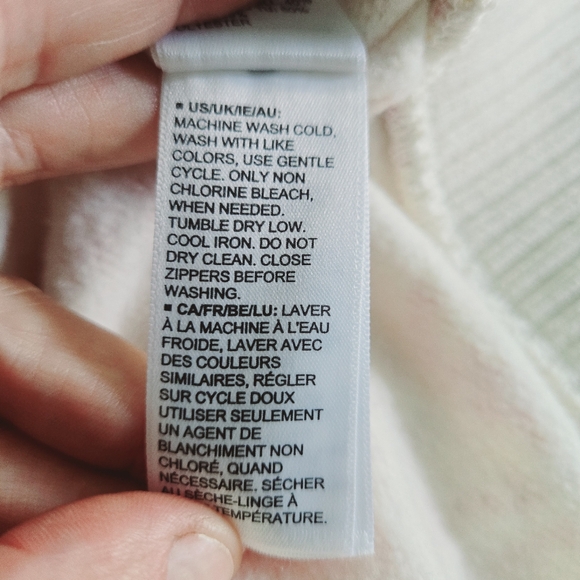 ■ US/UK/IE/AU:
MACHINE WASH COLD,
WASH WITH LIKE
COLORS, USE GENTLE
CYCLE. ONLY NON
CHLORINE BLEACH,
WHEN NEEDED.
TUMBLE DRY LOW.
COOL IRON. DO NOT
DRY CLEAN. CLOSE
ZIPPERS BEFORE
WASHING.
■ CA/FR/BE/LU: LAVER
À LA MACHINE À L'EAU
FROIDE, LAVER AVEC
DES COULEURS
SIMILAIRES, RÉGLER
SUR CYCLE DOUX
UTILISER SEULEMENT
UN AGENT DE
BLANCHIMENT NON
CHLORÉ, QUAND
NÉCESSAIRE. SÉCHER
AU SÈCHE-LINGE À
TEMPÉRATURE.